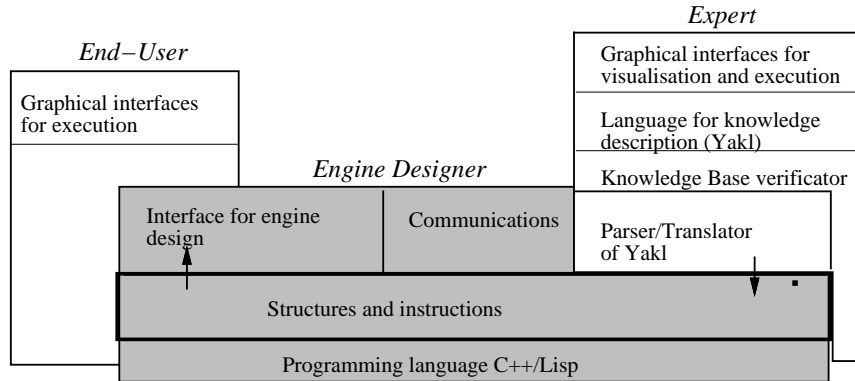 Expert
End−User
Graphical interfaces for
visualisation and execution
Graphical interfaces
for execution
Language for knowledge
description (Yakl)
Engine Designer
Knowledge Base verificator
Interface for engine
design
Communications
Parser/Translator
of Yakl
Structures and instructions
Programming language C++/Lisp